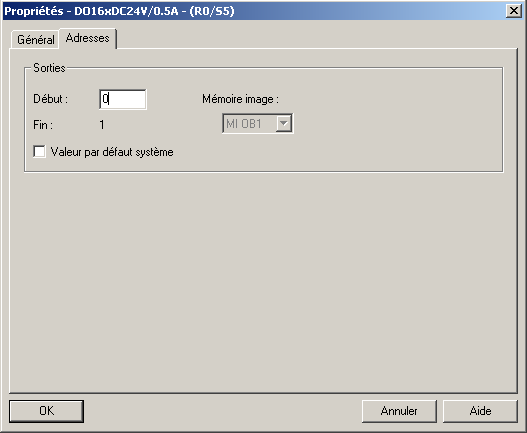 Propriétés - DO16xDC24V/0.5A - (R0/S5)
Général Adresses
Sorties
Début : 0 Mémoire image :
Fin : 1 MI OB1
Valeur par défaut système
OK Annuler Aide